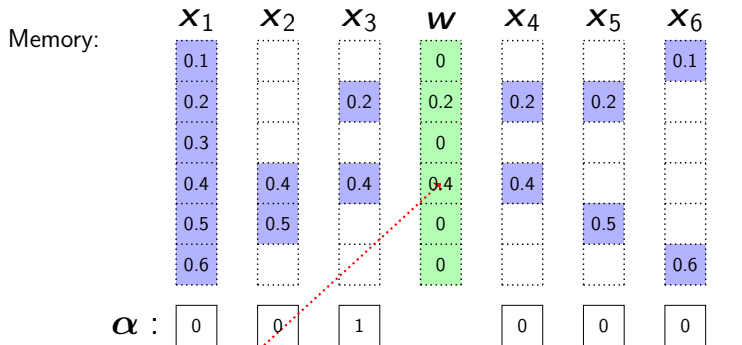 x1 x2 x3 w x4 x5 x6
Memory:
0.1 0 0.1
0.2 0.2 0.2 0.2 0.2
0.3 0
0.4 0.4 0.4 0.4 0.4
0.5 0.5 0 0.5
0.6 0 0.6
α : 0 0 1 0 0 0